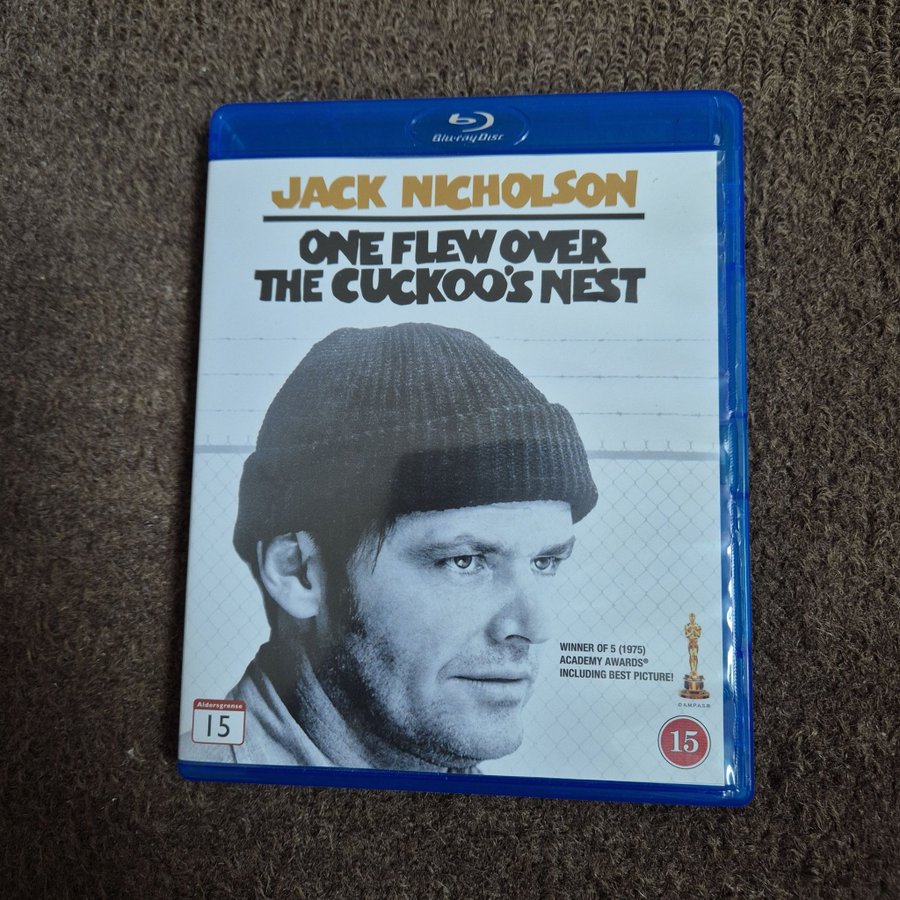 Blu-ray Disc
JACK NICHOLSON
ONE FLEW OVER
THE CUCKOO'S NEST
WINNER OF 5 (1975)
ACADEMY AWARDS®
INCLUDING BEST PICTURE!
©A.M.P.A.S.®
Aldersgrense
15
15